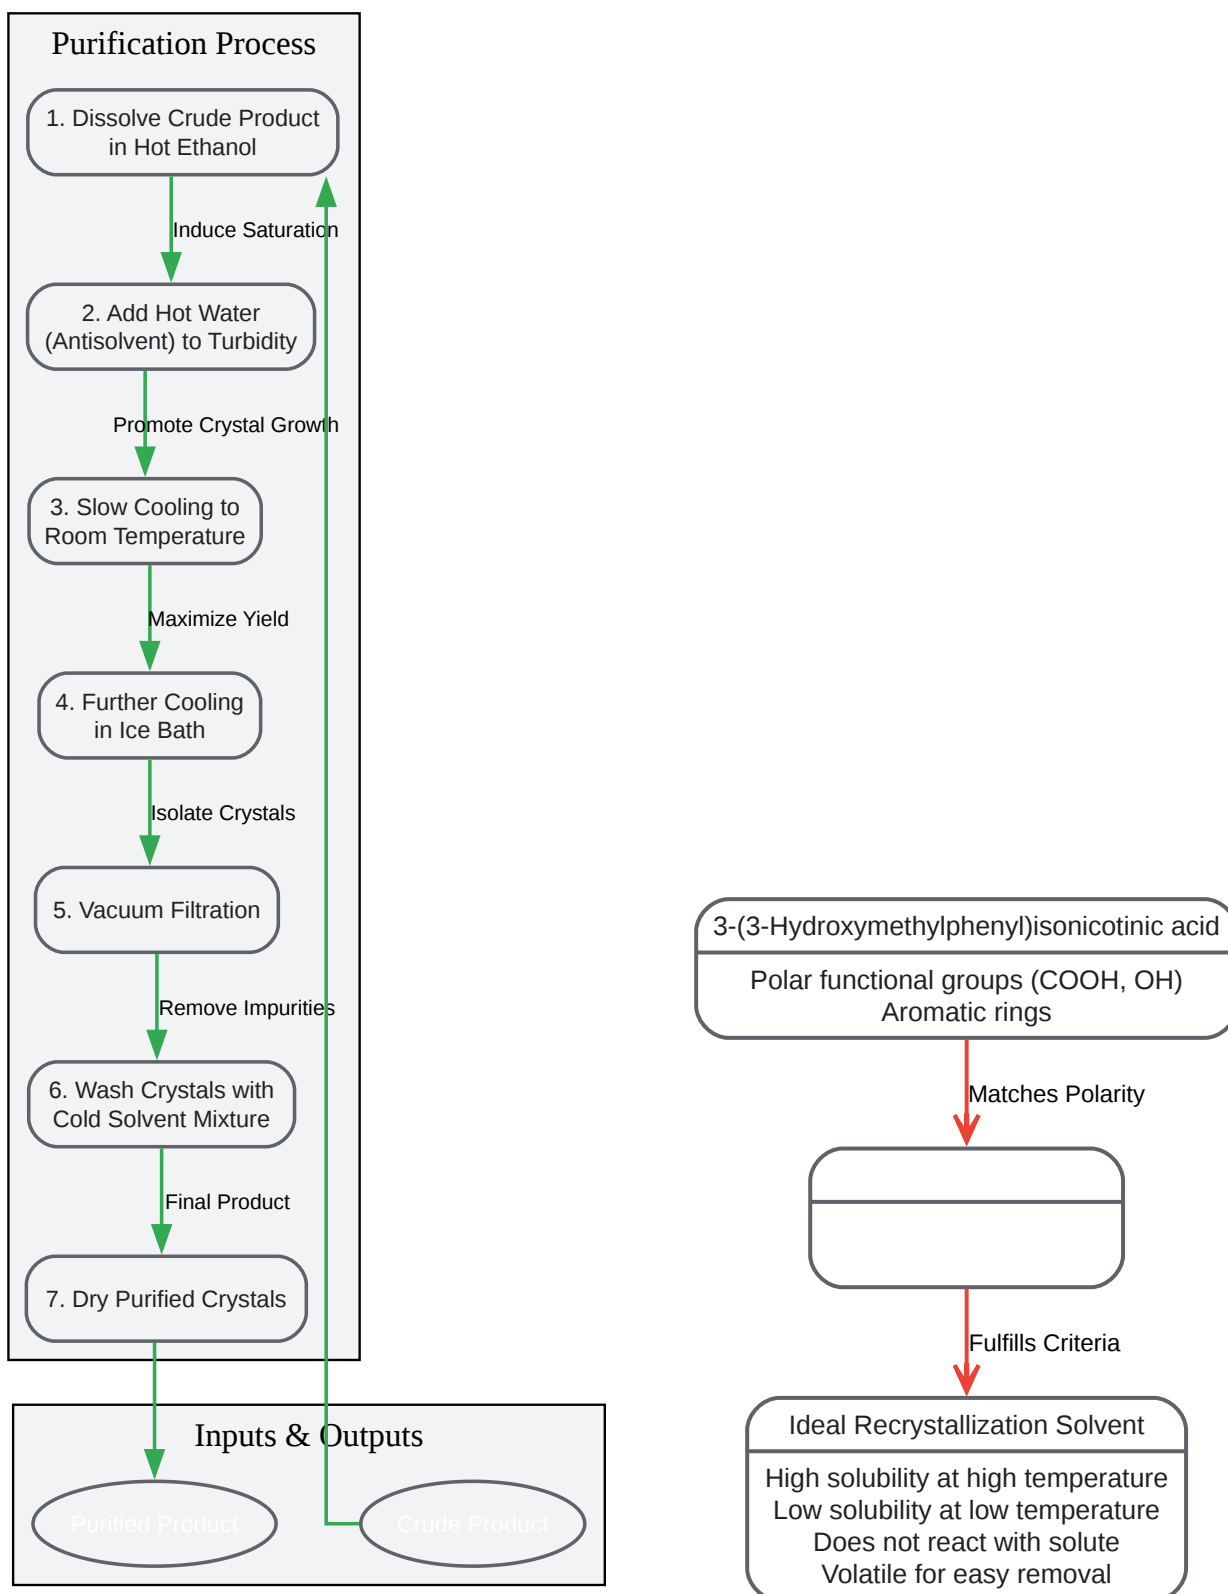 Purification Process
1. Dissolve Crude Product
in Hot Ethanol
Induce Saturation
2. Add Hot Water
(Antisolvent) to Turbidity
Promote Crystal Growth
3. Slow Cooling to
Room Temperature
Maximize Yield
4. Further Cooling
in Ice Bath
Isolate Crystals
5. Vacuum Filtration
Remove Impurities
6. Wash Crystals with
Cold Solvent Mixture
Final Product
7. Dry Purified Crystals
Inputs & Outputs
Purified Product
Crude Product
3-(3-Hydroxymethylphenyl)isonicotinic acid
Polar functional groups (COOH, OH)
Aromatic rings
Matches Polarity
Fulfills Criteria
Ideal Recrystallization Solvent
High solubility at high temperature
Low solubility at low temperature
Does not react with solute
Volatile for easy removal